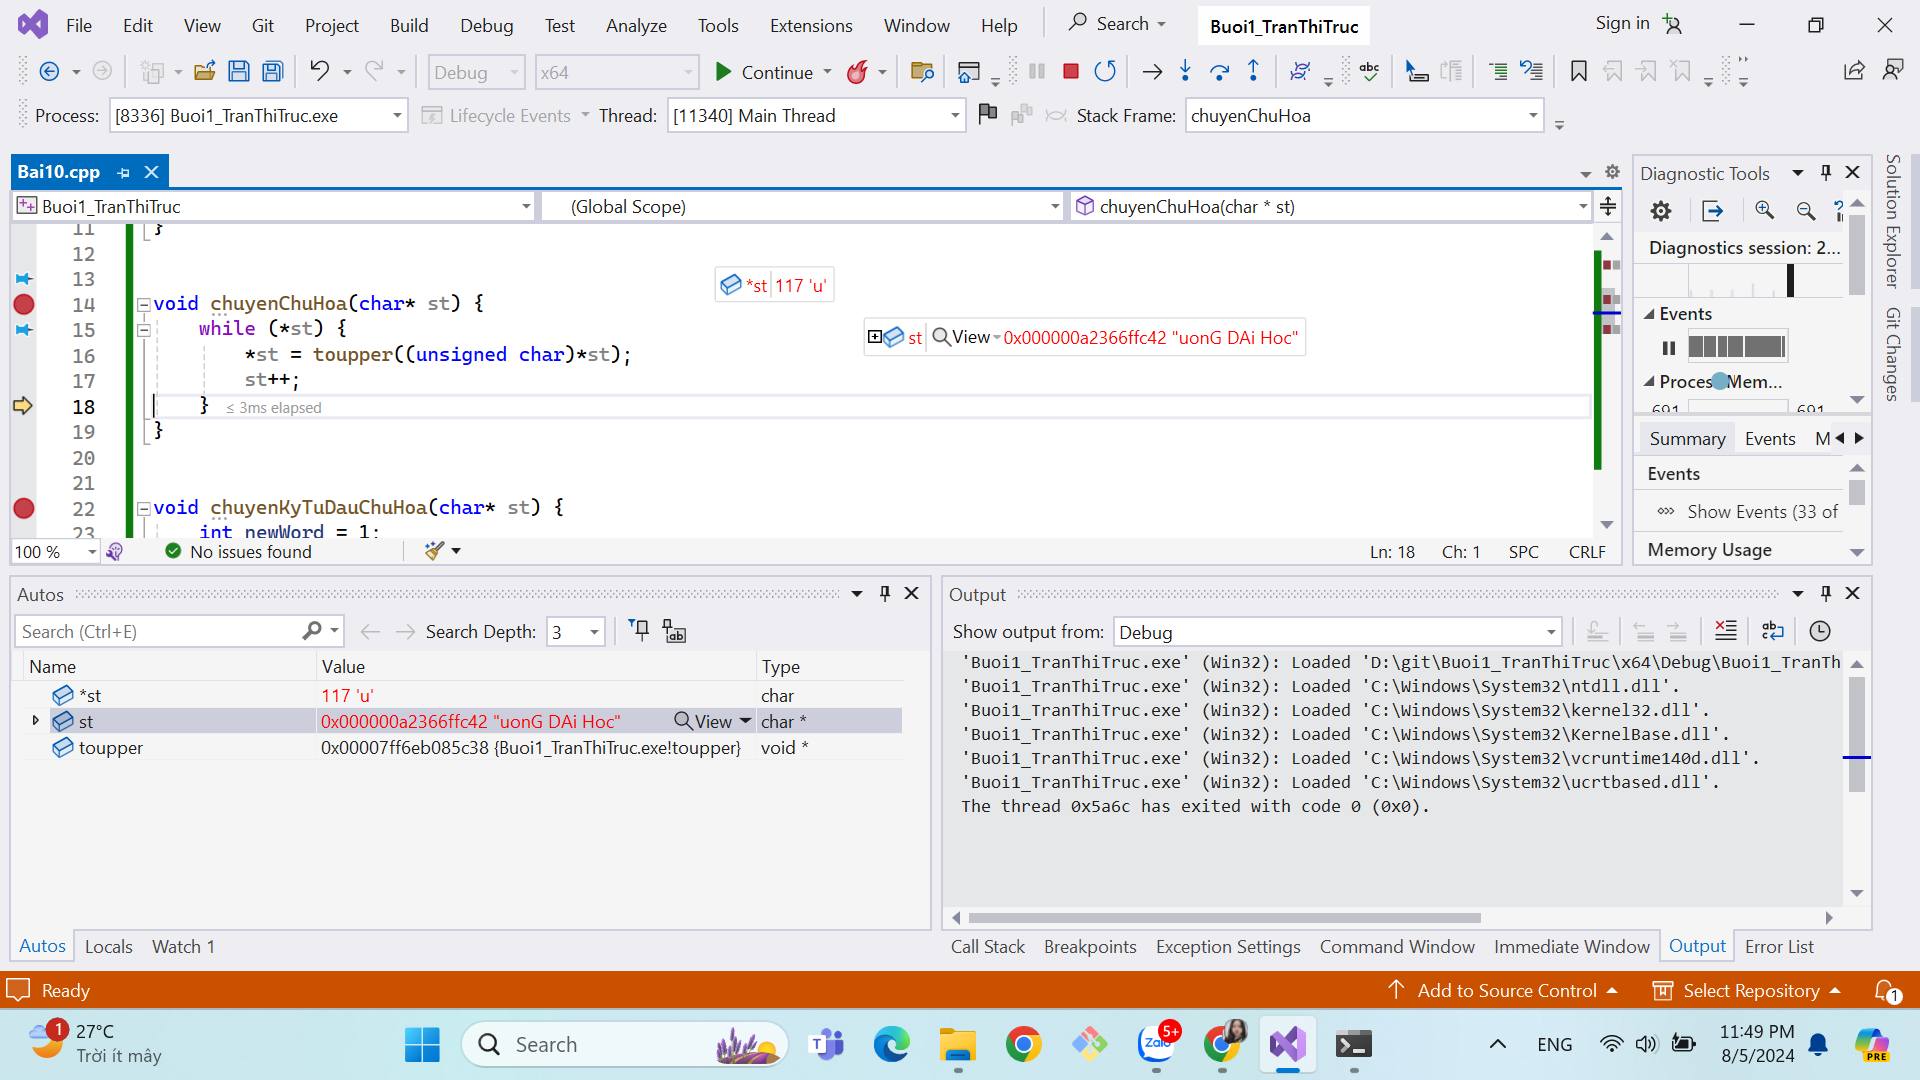 File Edit View Git Project Build Debug Test Analyze Tools Extensions Window Help Search Buoi1_TranThiTruc Sign in
Debug x64 Continue
Process: [8336] Buoi1_TranThiTruc.exe Lifecycle Events Thread: [11340] Main Thread Stack Frame: chuyenChuHoa
Bai10.cpp
Buoi1_TranThiTruc (Global Scope) chuyenChuHoa(char * st)
11 }
12
13
14 void chuyenChuHoa(char* st) {
15 while (*st) {
16 *st = toupper((unsigned char)*st);
17 st++;
18 } ≤ 3ms elapsed
19 }
20
21
22 void chuyenKyTuDauChuHoa(char* st) {
23 int newWord = 1;
*st 117 'u'
st View 0x000000a2366ffc42 "uonG DAi Hoc"
100 % No issues found Ln: 18 Ch: 1 SPC CRLF
Diagnostic Tools
Diagnostics session: 2...
Events
Proces Mem...
691 691
Summary Events M
Events
Show Events (33 of
Memory Usage
Solution Explorer
Git Changes
Autos
Search (Ctrl+E) Search Depth: 3
Name Value Type
*st 117 'u' char
st 0x000000a2366ffc42 "uonG DAi Hoc" View char *
toupper 0x00007ff6eb085c38 {Buoi1_TranThiTruc.exe!toupper} void *
Autos Locals Watch 1
Output
Show output from: Debug
'Buoi1_TranThiTruc.exe' (Win32): Loaded 'D:\git\Buoi1_TranThiTruc\x64\Debug\Buoi1_TranTh
'Buoi1_TranThiTruc.exe' (Win32): Loaded 'C:\Windows\System32\ntdll.dll'.
'Buoi1_TranThiTruc.exe' (Win32): Loaded 'C:\Windows\System32\kernel32.dll'.
'Buoi1_TranThiTruc.exe' (Win32): Loaded 'C:\Windows\System32\KernelBase.dll'.
'Buoi1_TranThiTruc.exe' (Win32): Loaded 'C:\Windows\System32\vcruntime140d.dll'.
'Buoi1_TranThiTruc.exe' (Win32): Loaded 'C:\Windows\System32\ucrtbased.dll'.
The thread 0x5a6c has exited with code 0 (0x0).
Call Stack Breakpoints Exception Settings Command Window Immediate Window Output Error List
Ready Add to Source Control Select Repository 1
1 27°C
Trời ít mây
Search
Zalo 5+
PRE
ENG
11:49 PM
8/5/2024